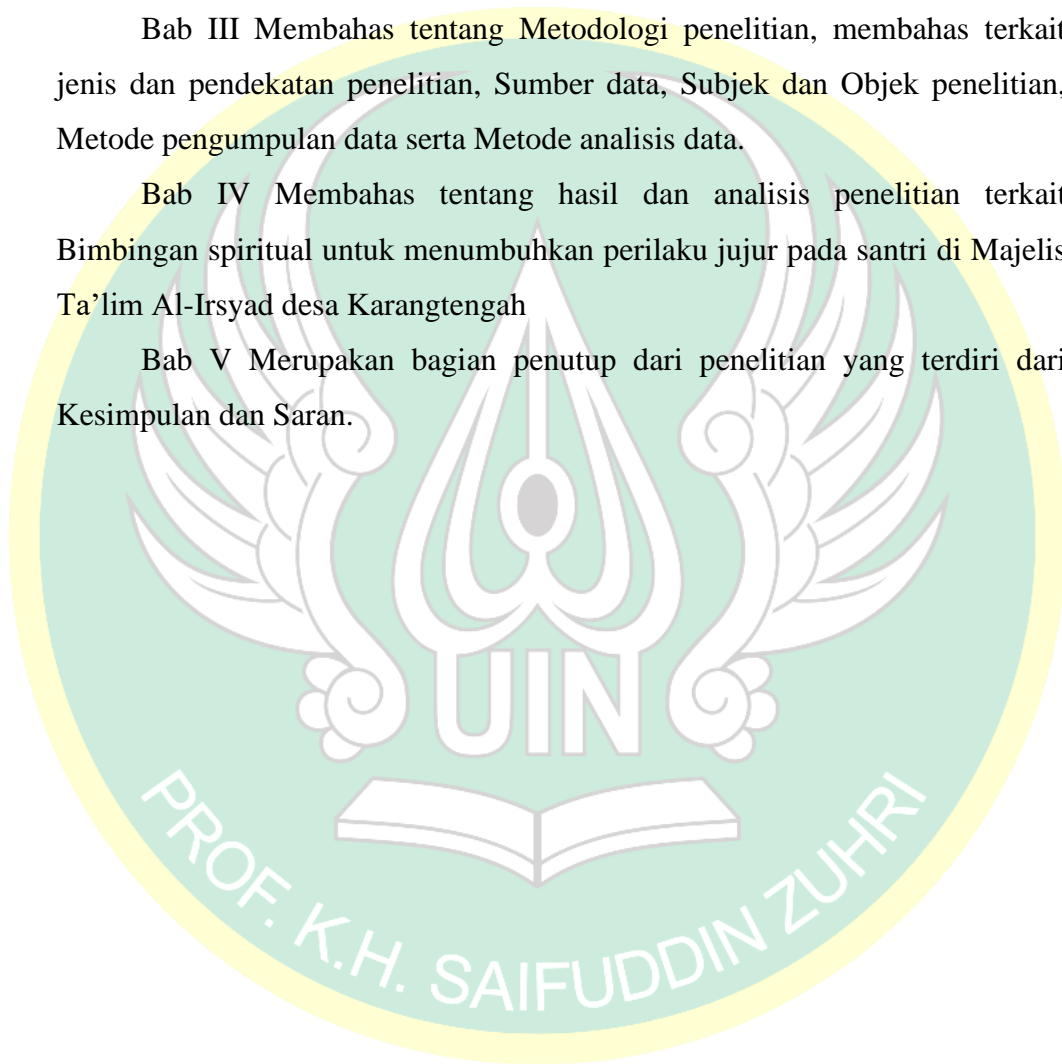 Bab III Membahas tentang Metodologi penelitian, membahas terkait
jenis dan pendekatan penelitian, Sumber data, Subjek dan Objek penelitian,
Metode pengumpulan data serta Metode analisis data.
Bab IV Membahas tentang hasil dan analisis penelitian terkait
Bimbingan spiritual untuk menumbuhkan perilaku jujur pada santri di Majelis
Ta’lim Al-Irsyad desa Karangtengah
Bab V Merupakan bagian penutup dari penelitian yang terdiri dari
Kesimpulan dan Saran.
UIN
PROF. K.H. SAIFUDDIN ZUHRI